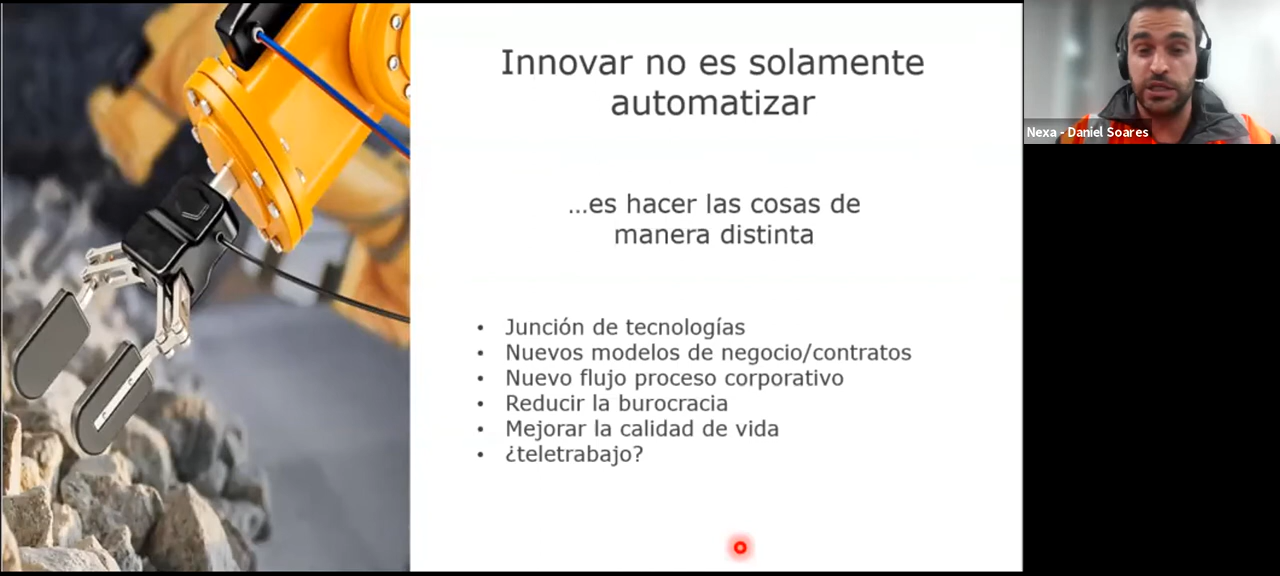 Innovar no es solamente
automatizar
...es hacer las cosas de
manera distinta
• Junción de tecnologías
• Nuevos modelos de negocio/contratos
• Nuevo flujo proceso corporativo
• Reducir la burocracia
• Mejorar la calidad de vida
• ¿teletrabajo?
Nexa - Daniel Soares